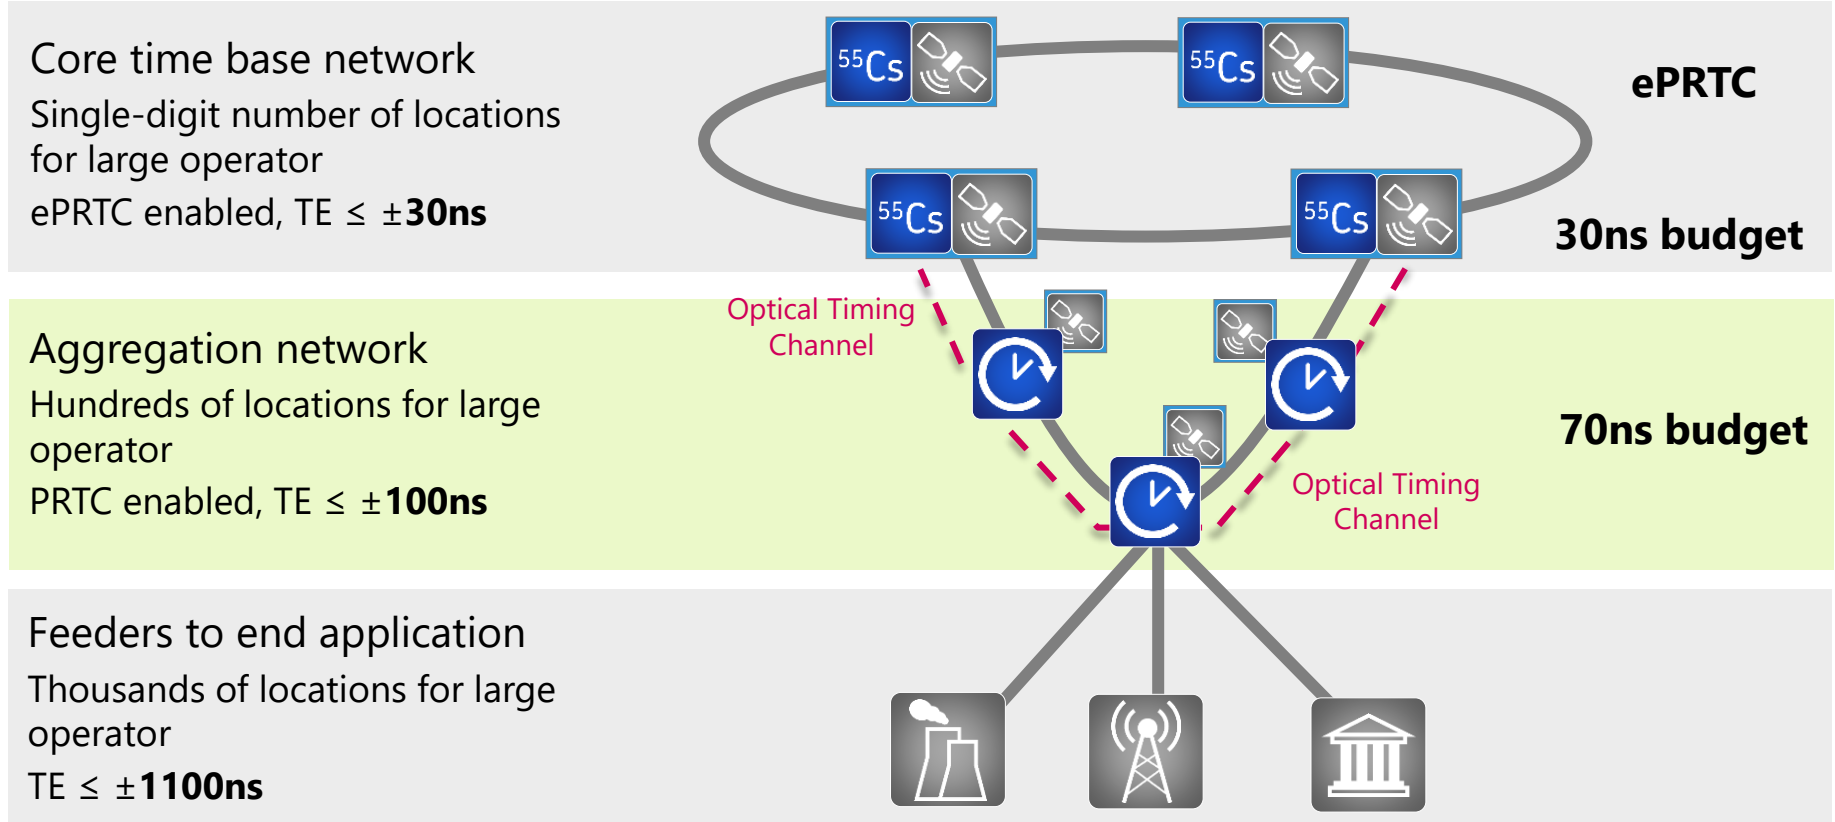 Core time base network
Single-digit number of locations
for large operator
ePRTC enabled, TE ≤ ±30ns
⁵⁵Cs
⁵⁵Cs
ePRTC
⁵⁵Cs
⁵⁵Cs
30ns budget
Aggregation network
Hundreds of locations for large
operator
PRTC enabled, TE ≤ ±100ns
Optical Timing
Channel
70ns budget
Optical Timing
Channel
Feeders to end application
Thousands of locations for large
operator
TE ≤ ±1100ns